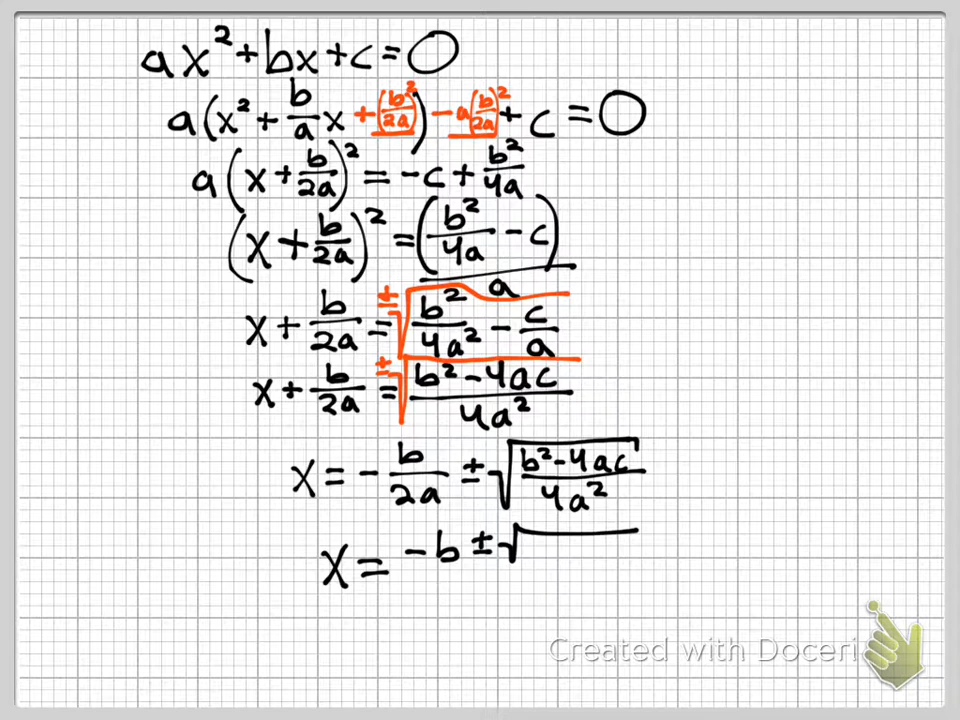 ax² + bx + c = 0
a(x² + b/a x + (b/2a)²) - a(b/2a)² + c = 0
a(x + b/2a)² = -c + b²/4a
(x + b/2a)² = (b²/4a - c)/a
x + b/2a = ±√(b²/4a² - c/a)
x + b/2a = ±√((b² - 4ac)/4a²)
x = -b/2a ± √((b² - 4ac)/4a²)
x = -b ± √
Created with Doceri